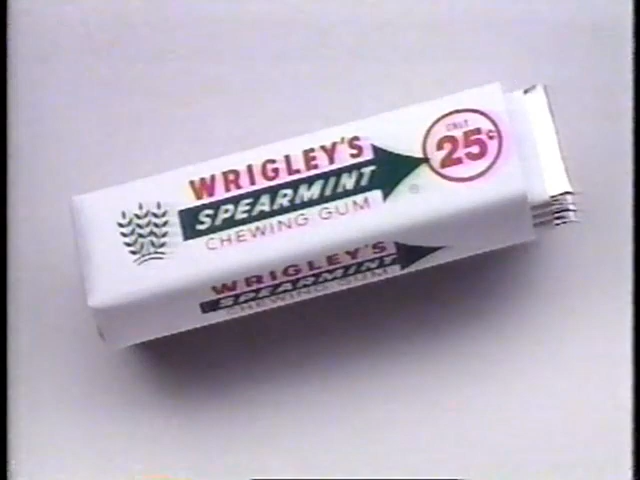 WRIGLEY'S
SPEARMINT
CHEWING GUM
ONLY
25¢
®
WRIGLEY'S
SPEARMINT
CHEWING GUM